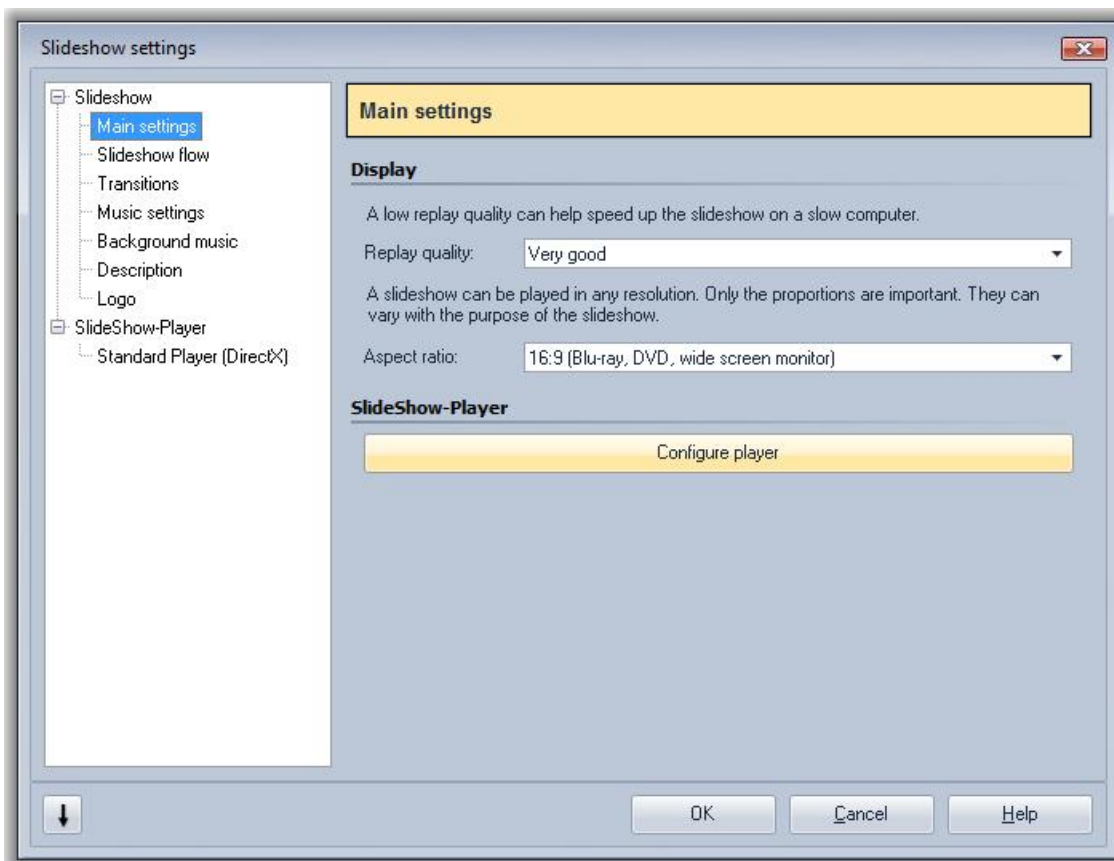 Slideshow settings
Slideshow
Main settings
Slideshow flow
Transitions
Music settings
Background music
Description
Logo
SlideShow-Player
Standard Player (DirectX)
Main settings
Display
A low replay quality can help speed up the slideshow on a slow computer.
Replay quality:
Very good
A slideshow can be played in any resolution. Only the proportions are important. They can
vary with the purpose of the slideshow.
Aspect ratio:
16:9 (Blu-ray, DVD, wide screen monitor)
SlideShow-Player
Configure player
OK
Cancel
Help